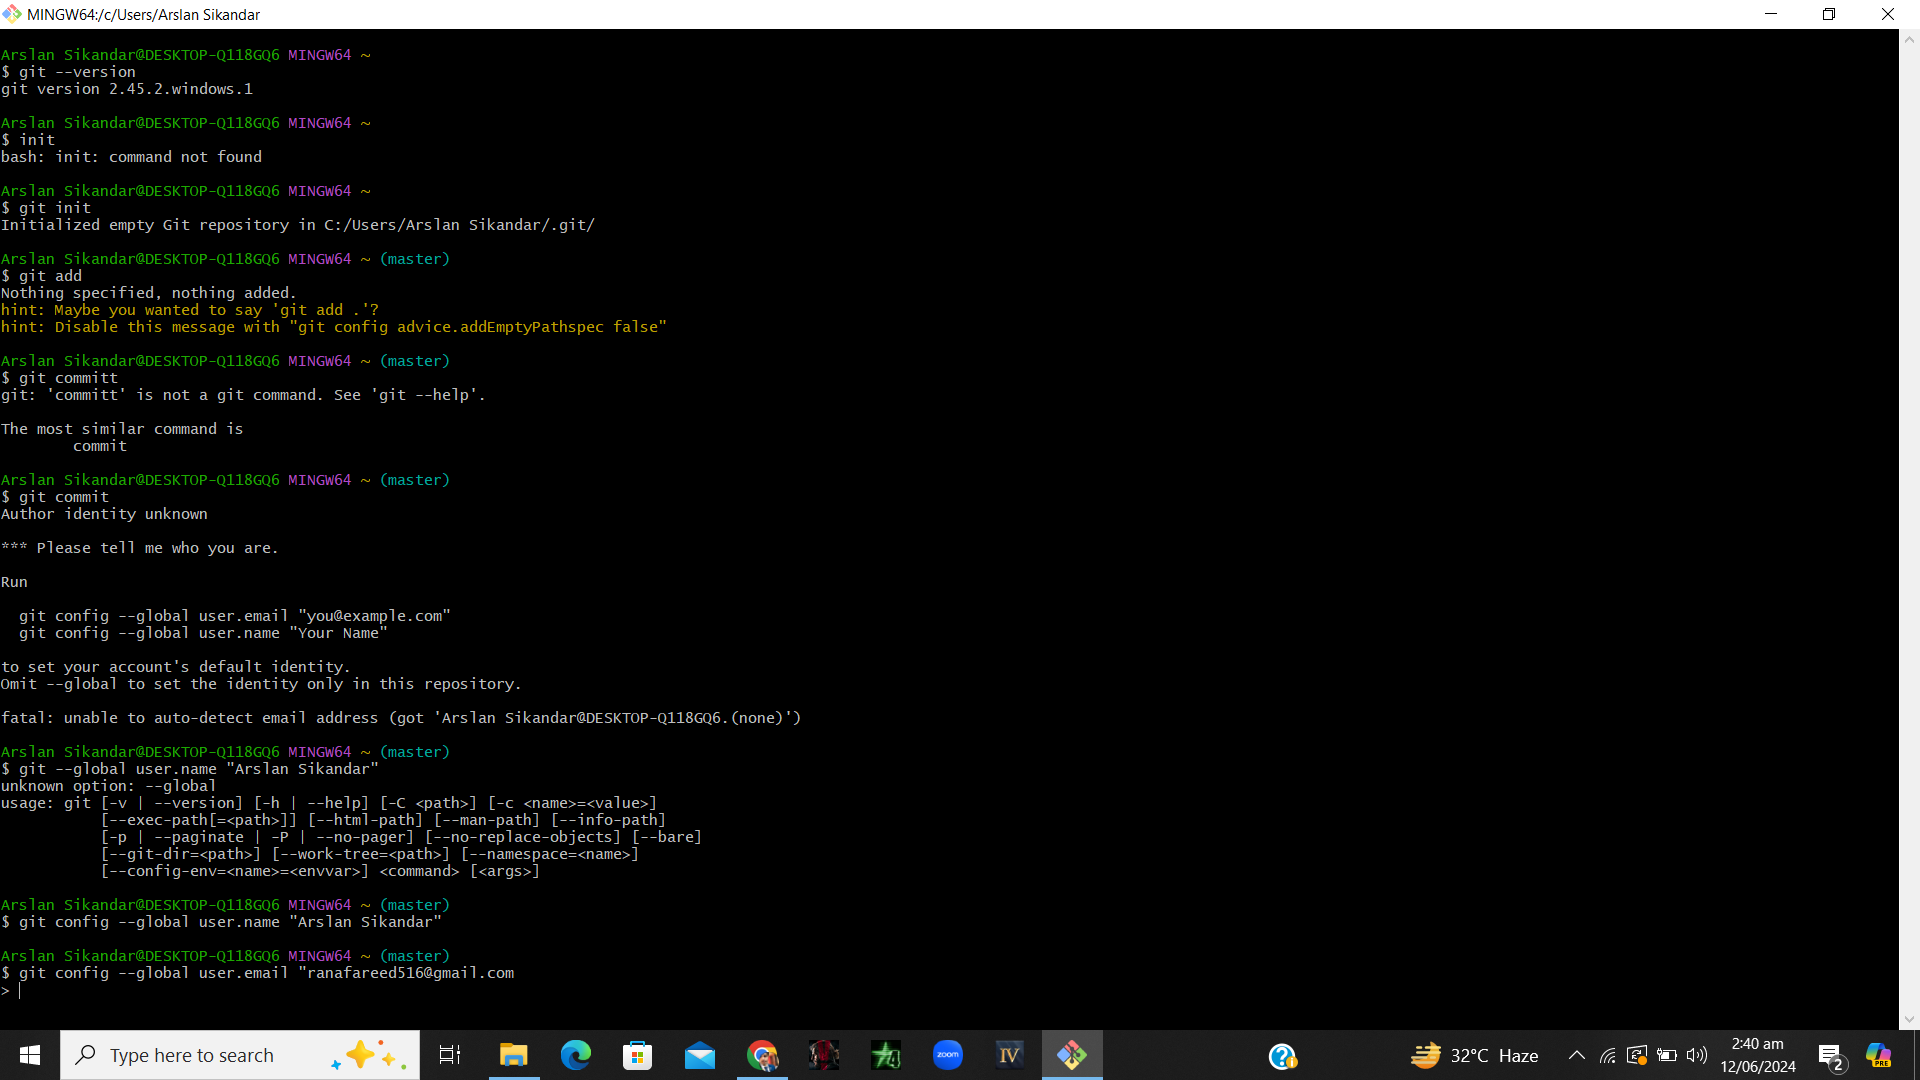 MINGW64:/c/Users/Arslan Sikandar
Arslan Sikandar@DESKTOP-Q118GQ6 MINGW64 ~
$ git --version
git version 2.45.2.windows.1
Arslan Sikandar@DESKTOP-Q118GQ6 MINGW64 ~
$ init
bash: init: command not found
Arslan Sikandar@DESKTOP-Q118GQ6 MINGW64 ~
$ git init
Initialized empty Git repository in C:/Users/Arslan Sikandar/.git/
Arslan Sikandar@DESKTOP-Q118GQ6 MINGW64 ~ (master)
$ git add
Nothing specified, nothing added.
hint: Maybe you wanted to say 'git add .'?
hint: Disable this message with "git config advice.addEmptyPathspec false"
Arslan Sikandar@DESKTOP-Q118GQ6 MINGW64 ~ (master)
$ git committ
git: 'committ' is not a git command. See 'git --help'.
The most similar command is
commit
Arslan Sikandar@DESKTOP-Q118GQ6 MINGW64 ~ (master)
$ git commit
Author identity unknown
*** Please tell me who you are.
Run
git config --global user.email "you@example.com"
git config --global user.name "Your Name"
to set your account's default identity.
Omit --global to set the identity only in this repository.
fatal: unable to auto-detect email address (got 'Arslan Sikandar@DESKTOP-Q118GQ6.(none)')
Arslan Sikandar@DESKTOP-Q118GQ6 MINGW64 ~ (master)
$ git --global user.name "Arslan Sikandar"
unknown option: --global
usage: git [-v | --version] [-h | --help] [-C <path>] [-c <name>=<value>]
[--exec-path[=<path>]] [--html-path] [--man-path] [--info-path]
[-p | --paginate | -P | --no-pager] [--no-replace-objects] [--bare]
[--git-dir=<path>] [--work-tree=<path>] [--namespace=<name>]
[--config-env=<name>=<envvar>] <command> [<args>]
Arslan Sikandar@DESKTOP-Q118GQ6 MINGW64 ~ (master)
$ git config --global user.name "Arslan Sikandar"
Arslan Sikandar@DESKTOP-Q118GQ6 MINGW64 ~ (master)
$ git config --global user.email "ranafareed516@gmail.com
>
Type here to search
4
zoom
IV
32°C Haze
2:40 am
12/06/2024
2
PRE